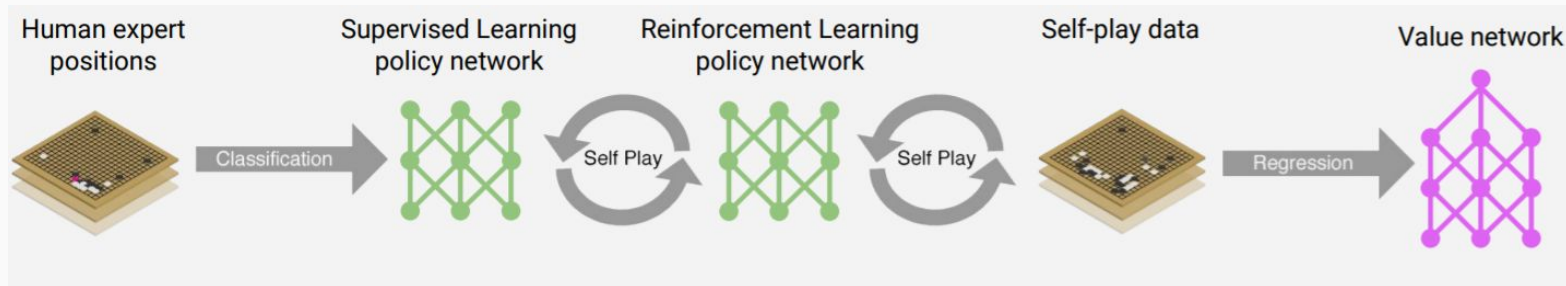 Human expert
positions
Classification
Supervised Learning
policy network
Self Play
Reinforcement Learning
policy network
Self Play
Self-play data
Regression
Value network